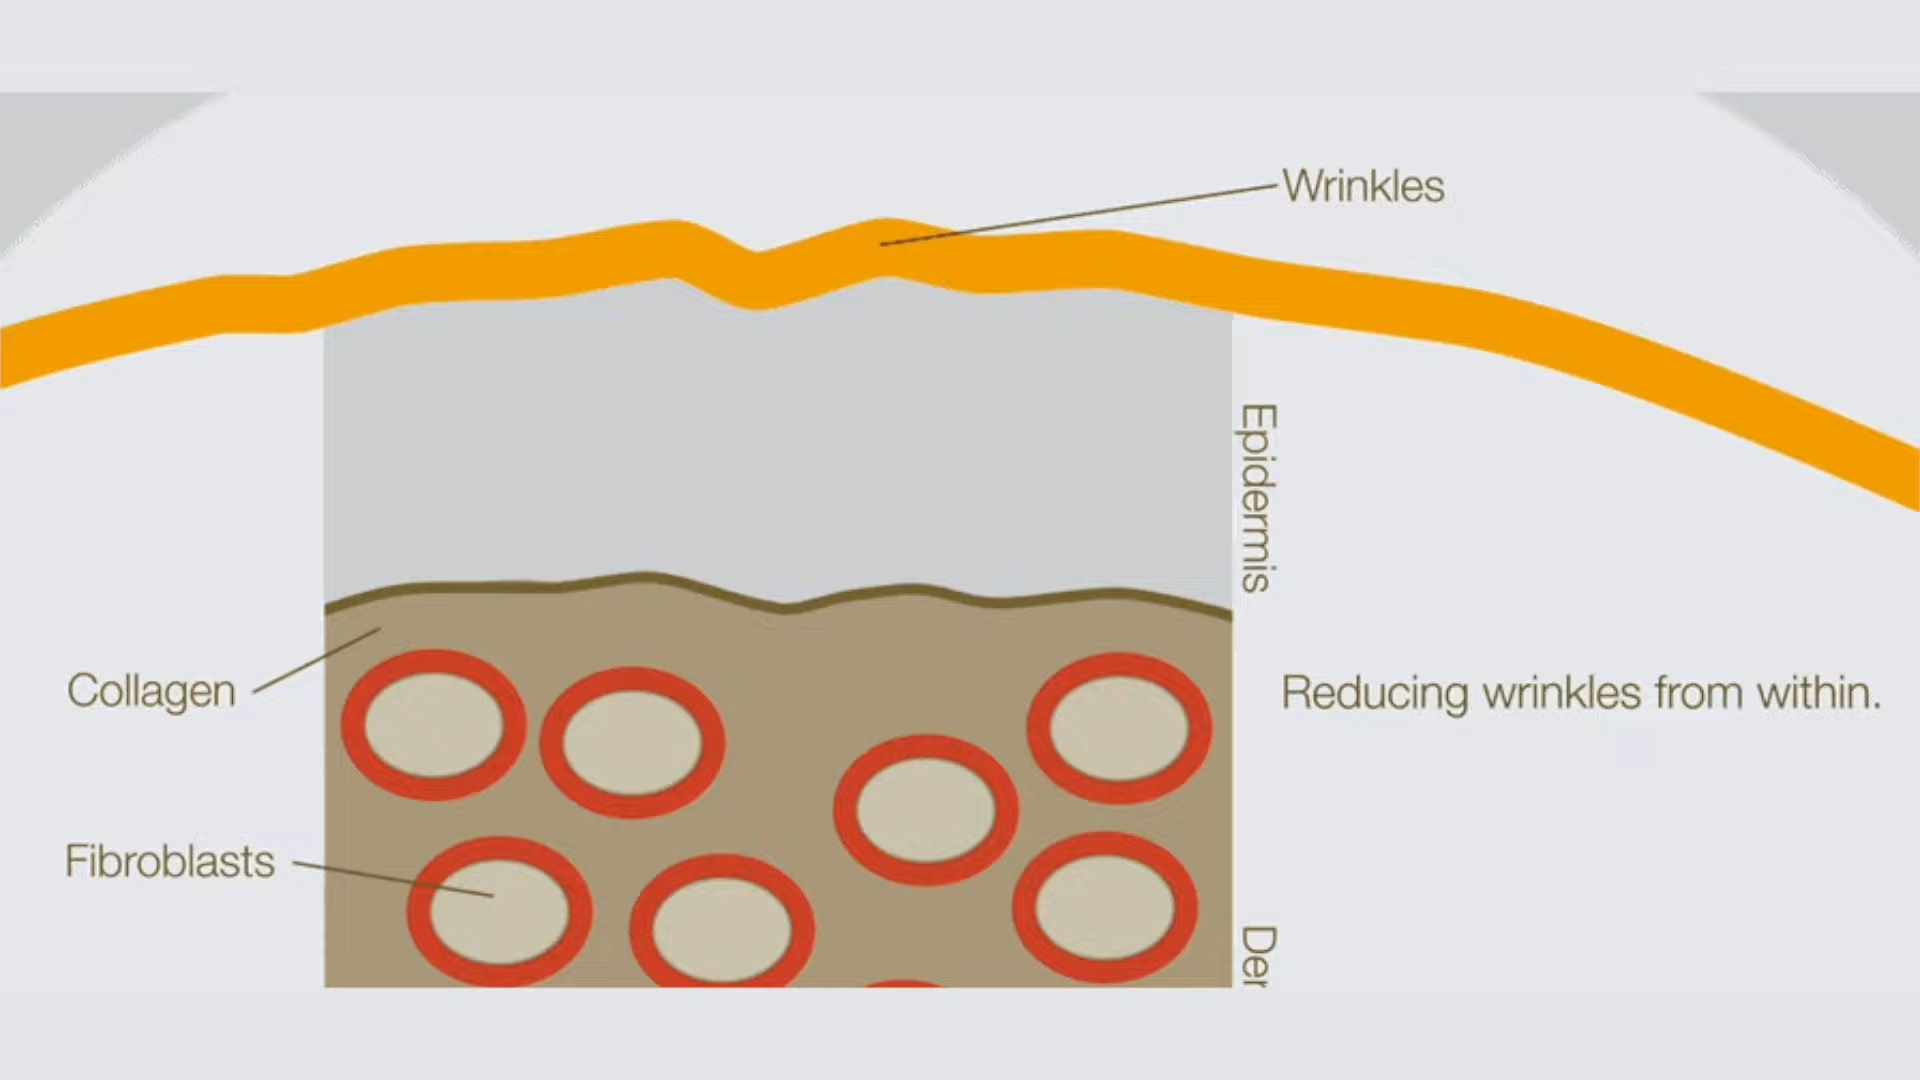 Wrinkles
Epidermis
Collagen
Reducing wrinkles from within.
Fibroblasts
Der